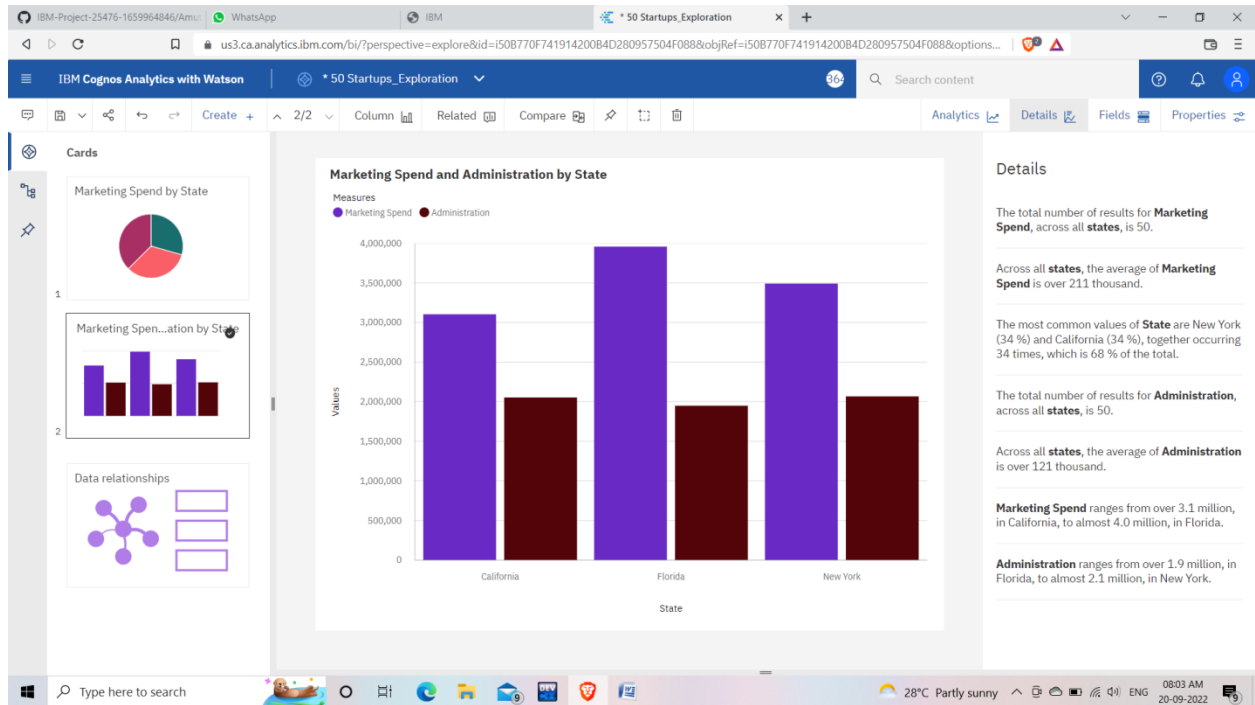 IBM-Project-25476-1659964846/Amu
WhatsApp
IBM
* 50 Startups_Exploration
us3.ca.analytics.ibm.com/bi/?perspective=explore&id=i50B770F741914200B4D280957504F088&objRef=i50B770F741914200B4D280957504F088&options...
IBM Cognos Analytics with Watson
* 50 Startups_Exploration
364
Search content
Create +
2/2
Column
Related
Compare
Analytics
Details
Fields
Properties
Cards
Marketing Spend by State
1
Marketing Spen...ation by State
2
Data relationships
Marketing Spend and Administration by State
Measures
Marketing Spend
Administration
4,000,000
3,500,000
3,000,000
2,500,000
2,000,000
1,500,000
1,000,000
500,000
0
Values
California
Florida
New York
State
Details
The total number of results for Marketing
Spend, across all states, is 50.
Across all states, the average of Marketing
Spend is over 211 thousand.
The most common values of State are New York
(34 %) and California (34 %), together occurring
34 times, which is 68 % of the total.
The total number of results for Administration,
across all states, is 50.
Across all states, the average of Administration
is over 121 thousand.
Marketing Spend ranges from over 3.1 million,
in California, to almost 4.0 million, in Florida.
Administration ranges from over 1.9 million, in
Florida, to almost 2.1 million, in New York.
Type here to search
9
DEV
28°C Partly sunny
ENG
08:03 AM
20-09-2022
9